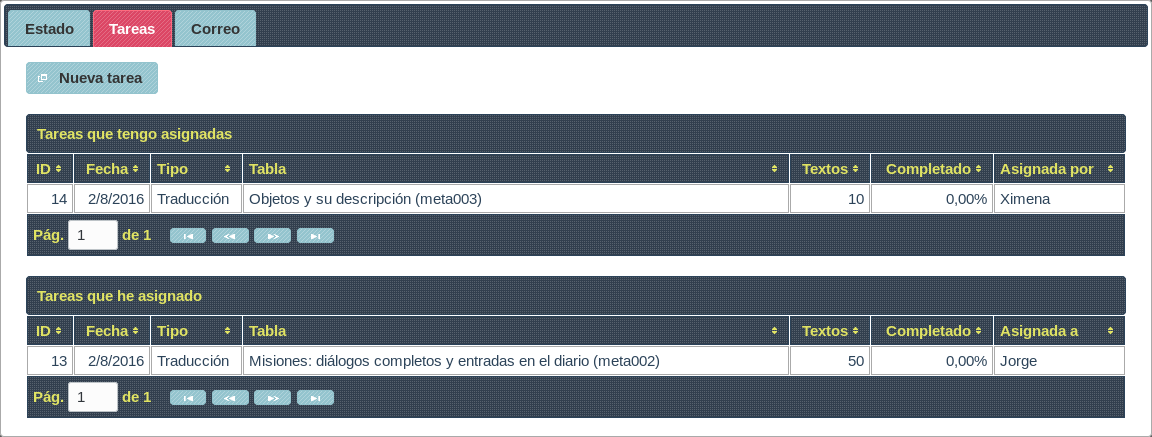 Estado Tareas Correo
Nueva tarea
Tareas que tengo asignadas
ID Fecha Tipo Tabla Textos Completado Asignada por
14 2/8/2016 Traducción Objetos y su descripción (meta003) 10 0,00% Ximena
Pág. 1 de 1
Tareas que he asignado
ID Fecha Tipo Tabla Textos Completado Asignada a
13 2/8/2016 Traducción Misiones: diálogos completos y entradas en el diario (meta002) 50 0,00% Jorge
Pág. 1 de 1